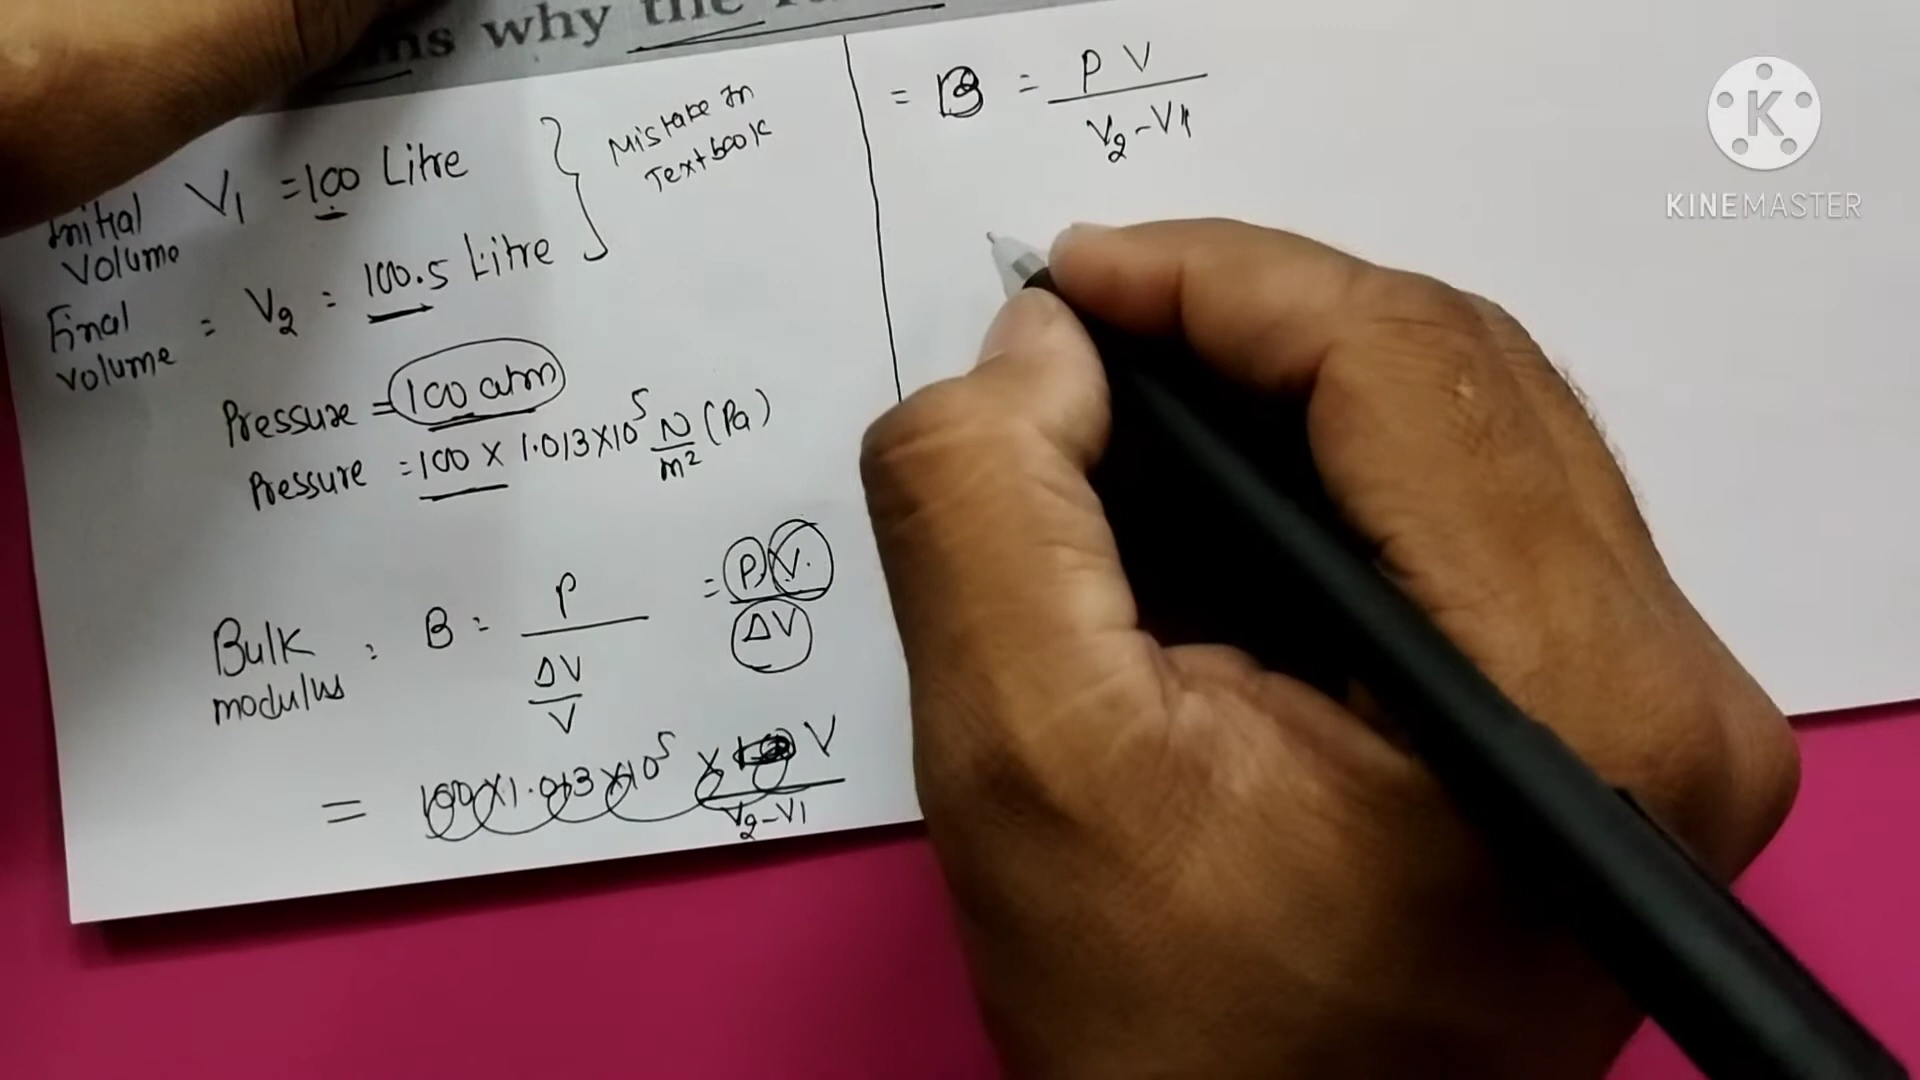 ns why the
Initial Volume V₁ = 100 Litre
Final Volume = V₂ = 100.5 Litre
Mistake in
Textbook
Pressure = 100 atm
Pressure = 100 × 1.013×10⁵ N/m² (Pa)
Bulk modulus : B = P / (ΔV/V) = PV / ΔV
= 100×1.013×10⁵ × V / V₂-V₁
= B = PV / V₂-V₁
K
KINEMASTER